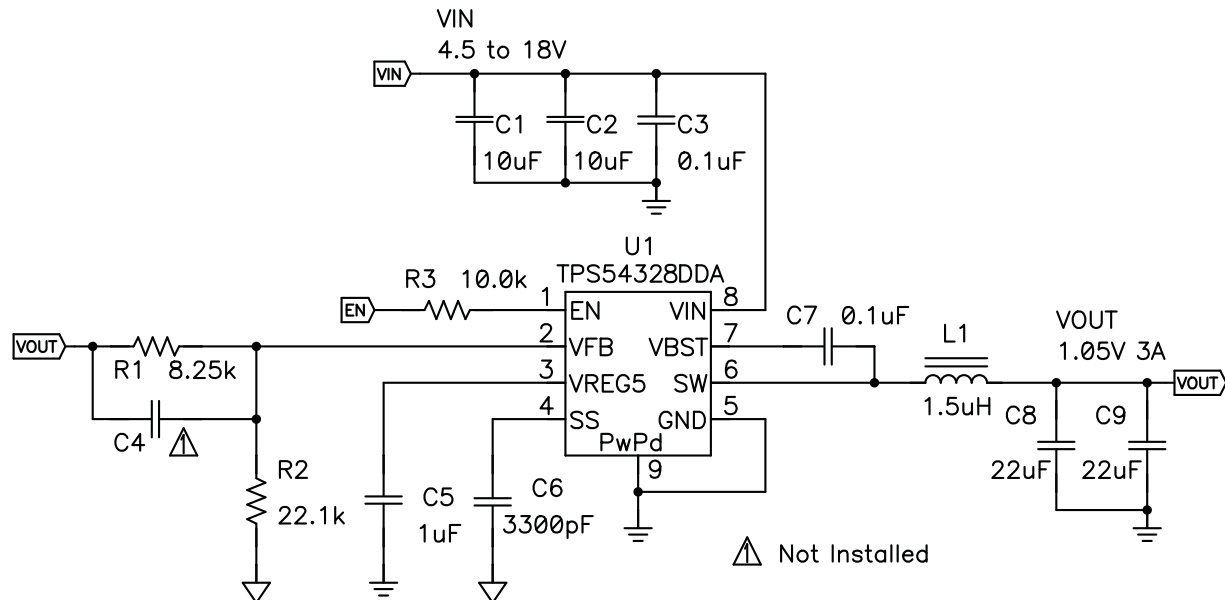 VIN
4.5 to 18V
VIN
C1
C2
C3
10uF
10uF
0.1uF
U1
TPS54328DDA
R3 10.0k
EN
1
EN
VIN
8
C7
0.1uF
VOUT
R1
8.25k
2
VFB
VBST
7
L1
VOUT
1.05V 3A
3
VREG5
SW
6
1.5uH
VOUT
4
SS
GND
5
C8
C9
C4
1
PwPd
9
22uF
22uF
R2
22.1k
C5
1uF
C6
3300pF
1 Not Installed